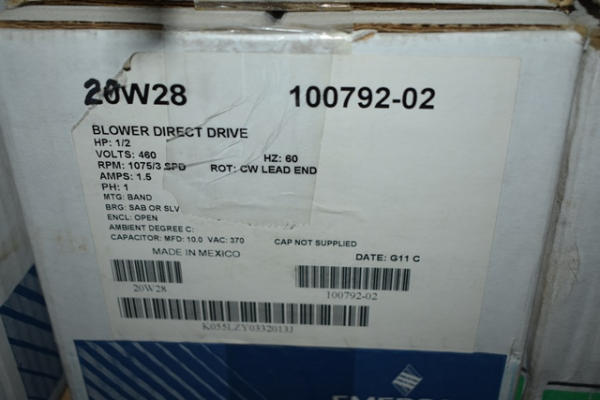 20W28 100792-02
BLOWER DIRECT DRIVE
HP: 1/2
VOLTS: 460 HZ: 60
RPM: 1075/3 SPD ROT: CW LEAD END
AMPS: 1.5
PH: 1
MTG: BAND
BRG: SAB OR SLV
ENCL: OPEN
AMBIENT DEGREE C:
CAPACITOR: MFD: 10.0 VAC: 370 CAP NOT SUPPLIED
MADE IN MEXICO DATE: G11 C
20W28 100792-02
K055LZY0332013J